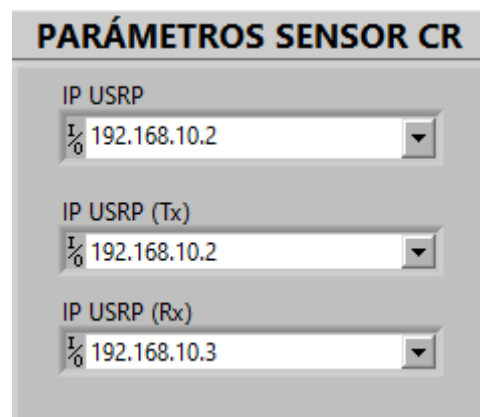 PARÁMETROS SENSOR CR
IP USRP
I/O 192.168.10.2
IP USRP (Tx)
I/O 192.168.10.2
IP USRP (Rx)
I/O 192.168.10.3